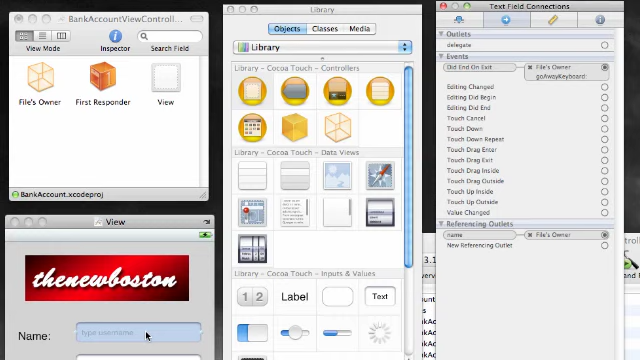 BankAccountViewControll...
View Mode
Inspector
Search Field
File's Owner
First Responder
View
BankAccount.xcodeproj
View
thenewboston
Name:
type username...
Library
Objects
Classes
Media
Library
Library – Cocoa Touch – Controllers
Library – Cocoa Touch – Data Views
Library – Cocoa Touch – Inputs & Values
1 2
Label
Text
Text Field Connections
Outlets
delegate
Events
Did End On Exit
File's Owner
goAwayKeyboard:
Editing Changed
Editing Did Begin
Editing Did End
Touch Cancel
Touch Down
Touch Down Repeat
Touch Drag Enter
Touch Drag Exit
Touch Drag Inside
Touch Drag Outside
Touch Up Inside
Touch Up Outside
Value Changed
Referencing Outlets
name
File's Owner
New Referencing Outlet
3.1